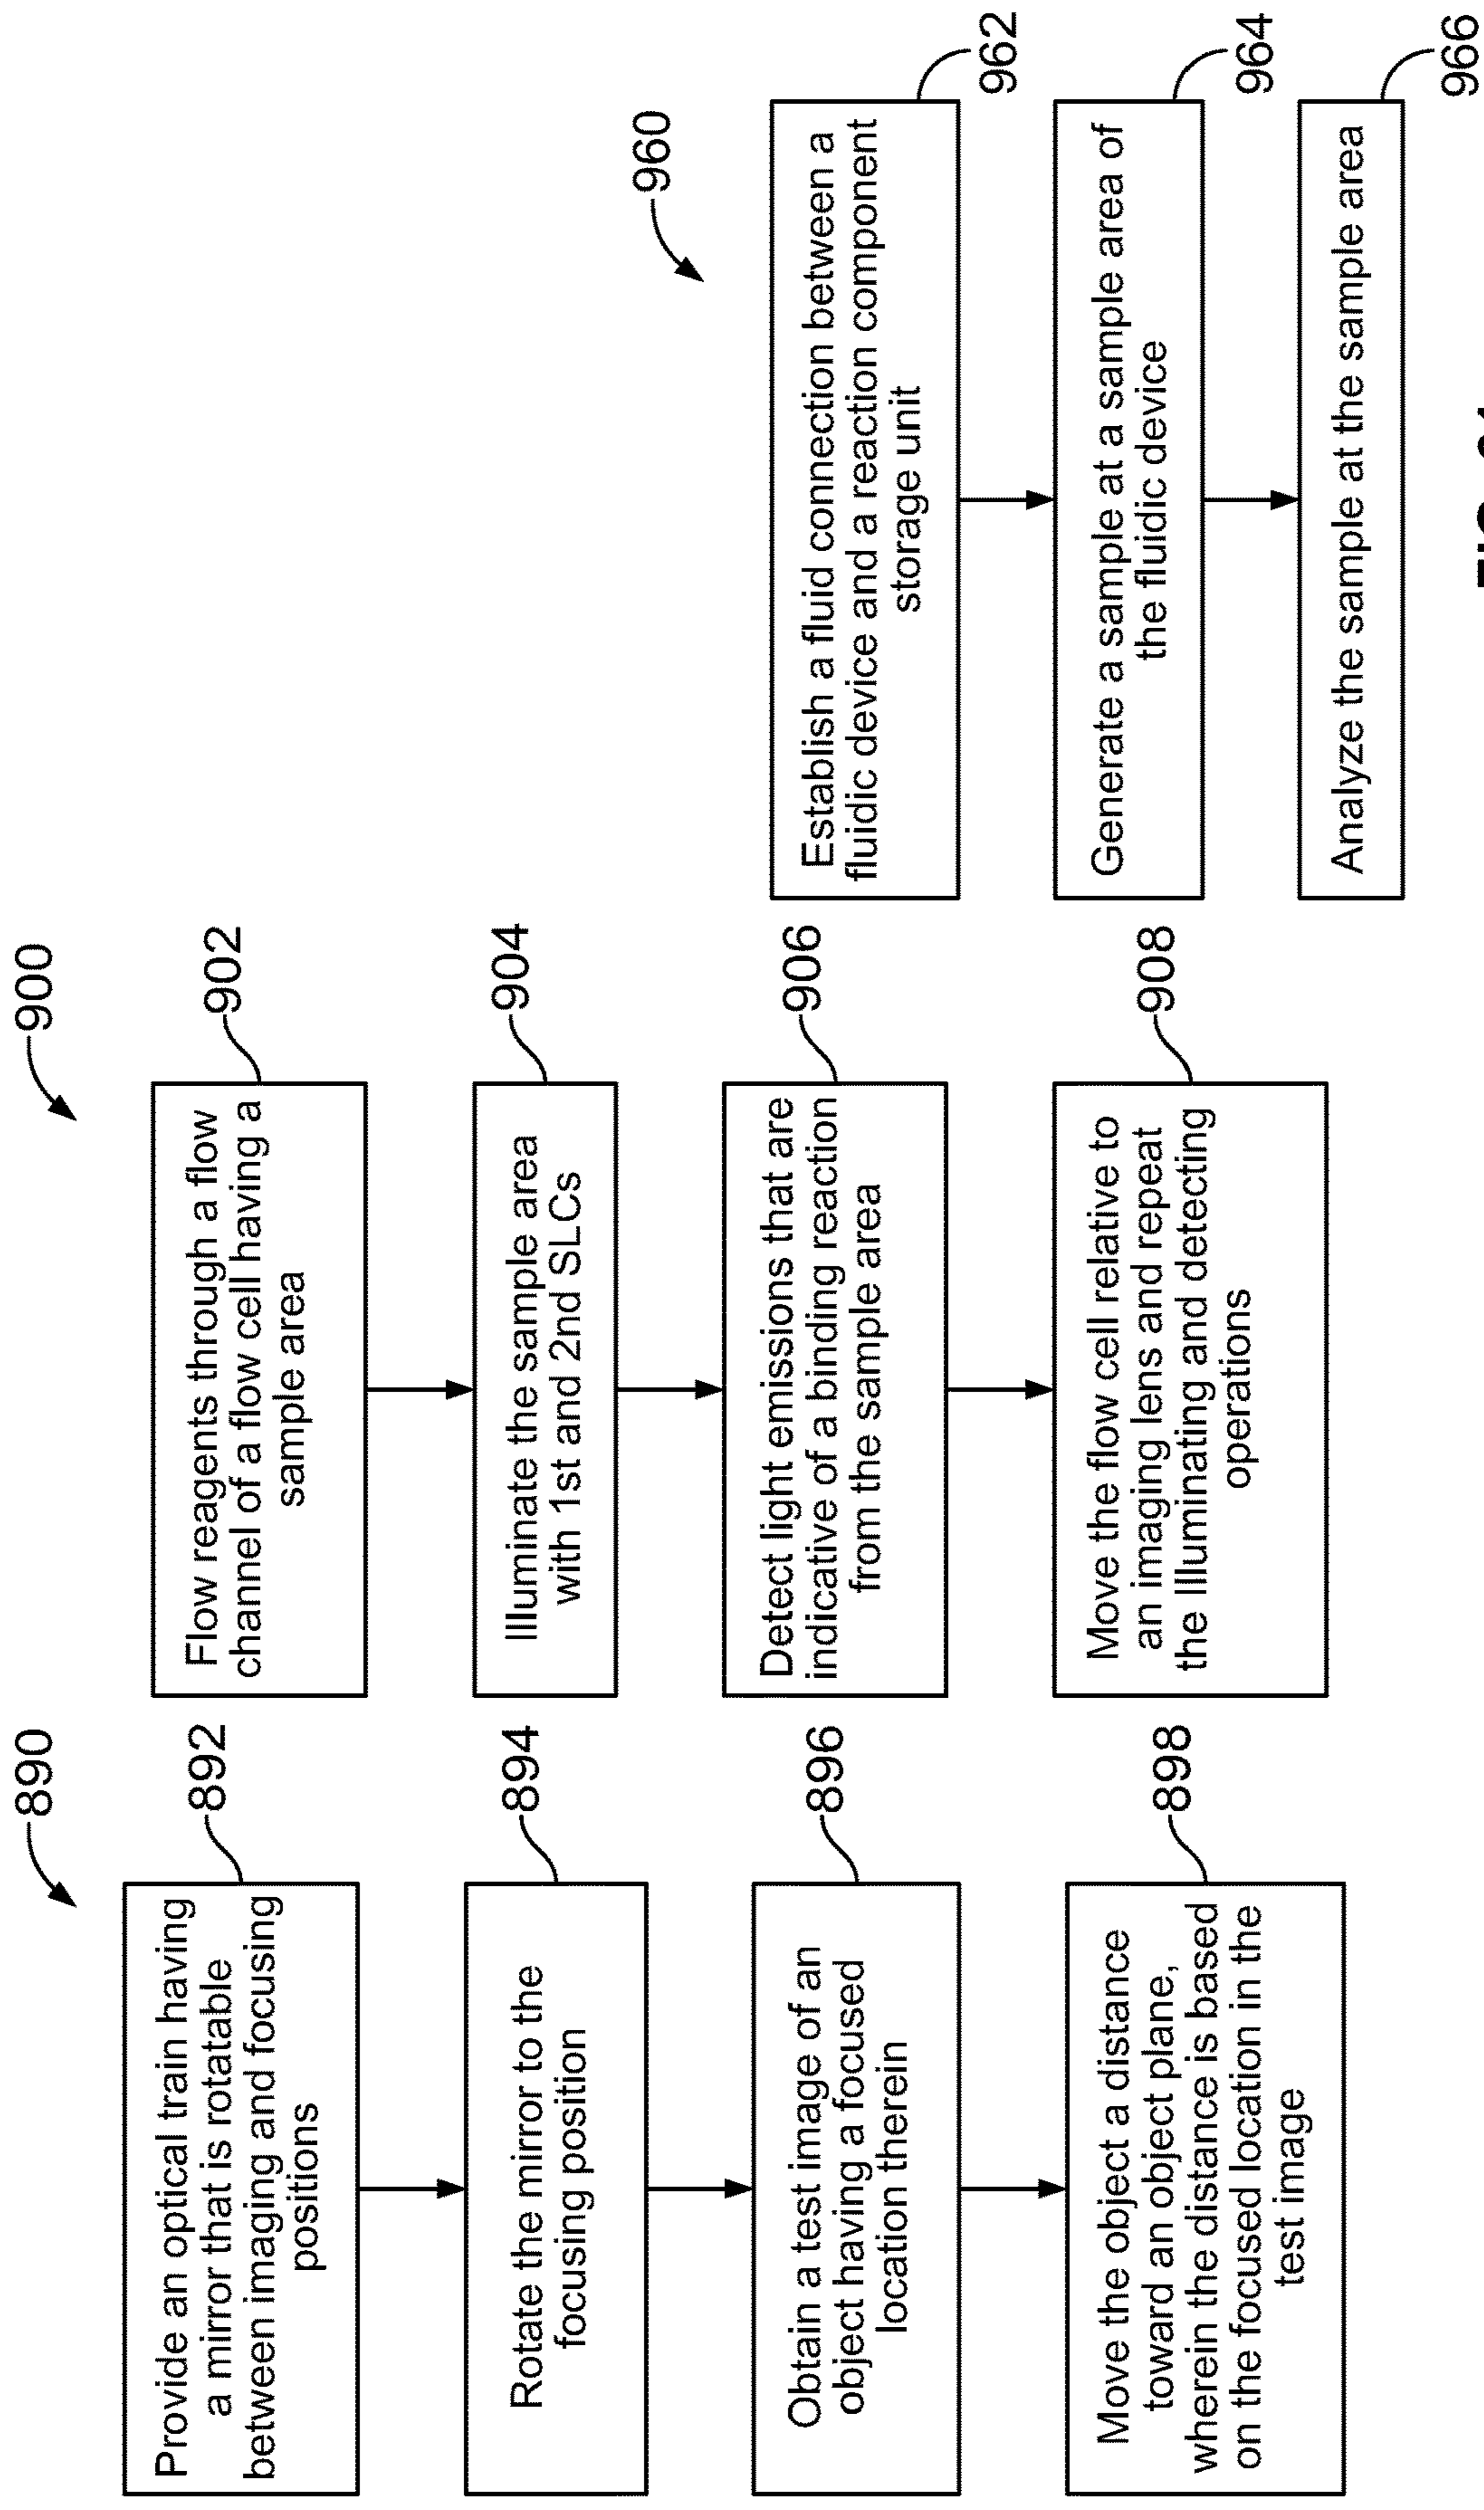 890
Provide an optical train having
a mirror that is rotatable
between imaging and focusing
positions
892
Rotate the mirror to the
focusing position
894
Obtain a test image of an
object having a focused
location therein
896
Move the object a distance
toward an object plane,
wherein the distance is based
on the focused location in the
test image
898
900
Flow reagents through a flow
channel of a flow cell having a
sample area
902
Illuminate the sample area
with 1st and 2nd SLCs
904
Detect light emissions that are
indicative of a binding reaction
from the sample area
906
Move the flow cell relative to
an imaging lens and repeat
the Illuminating and detecting
operations
908
960
Establish a fluid connection between a
fluidic device and a reaction component
storage unit
962
Generate a sample at a sample area of
the fluidic device
964
Analyze the sample at the sample area
966